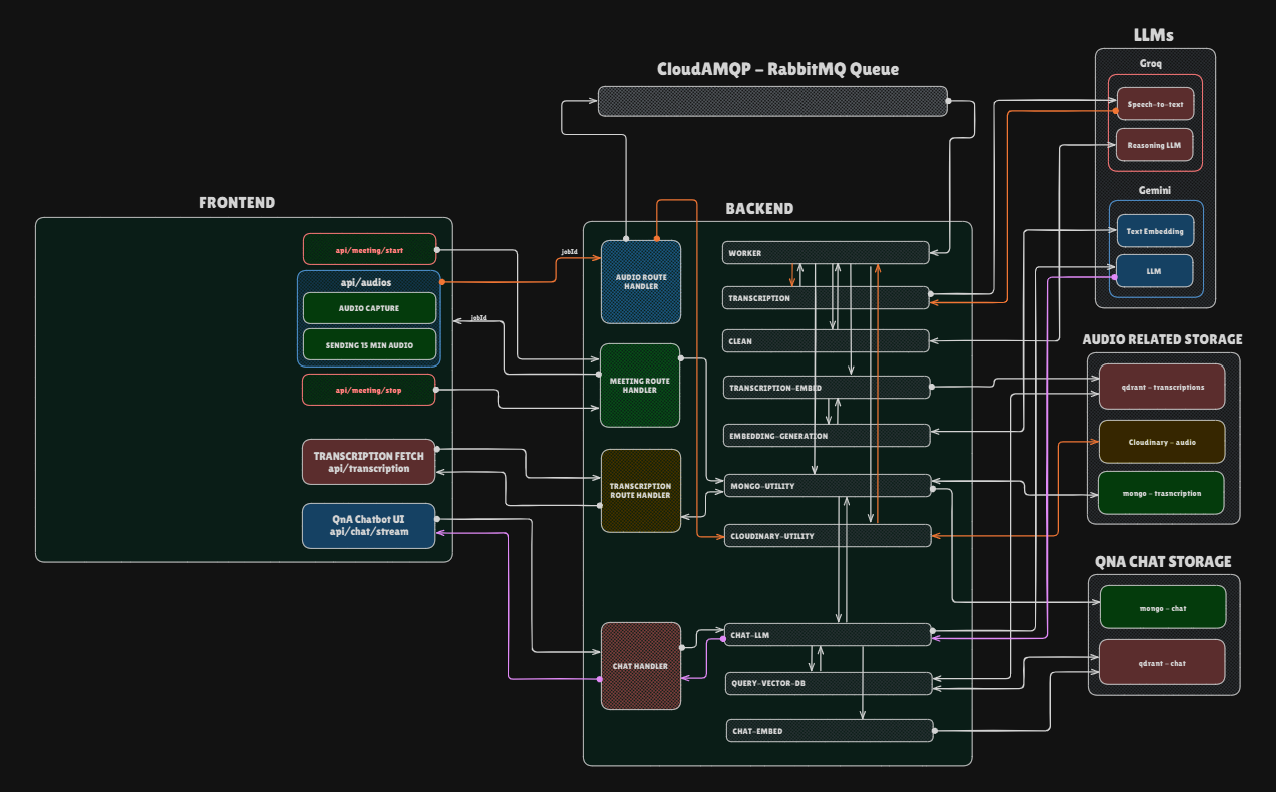 LLMs
Groq
CloudAMQP - RabbitMQ Queue
Speech-to-text
Reasoning LLM
Gemini
FRONTEND
BACKEND
Text Embedding
api/meeting/start
jobId
WORKER
LLM
api/audios
AUDIO ROUTE
HANDLER
TRANSCRIPTION
AUDIO CAPTURE
jobId
SENDING 15 MIN AUDIO
CLEAN
AUDIO RELATED STORAGE
api/meeting/stop
MEETING ROUTE
HANDLER
TRANSCRIPTION-EMBED
qdrant - transcriptions
EMBEDDING-GENERATION
Cloudinary - audio
TRANSCRIPTION FETCH
api/transcription
TRANSCRIPTION
ROUTE HANDLER
MONGO-UTILITY
mongo - trasncription
QnA Chatbot UI
api/chat/stream
CLOUDINARY-UTILITY
QNA CHAT STORAGE
mongo - chat
CHAT-LLM
CHAT HANDLER
qdrant - chat
QUERY-VECTOR-DB
CHAT-EMBED